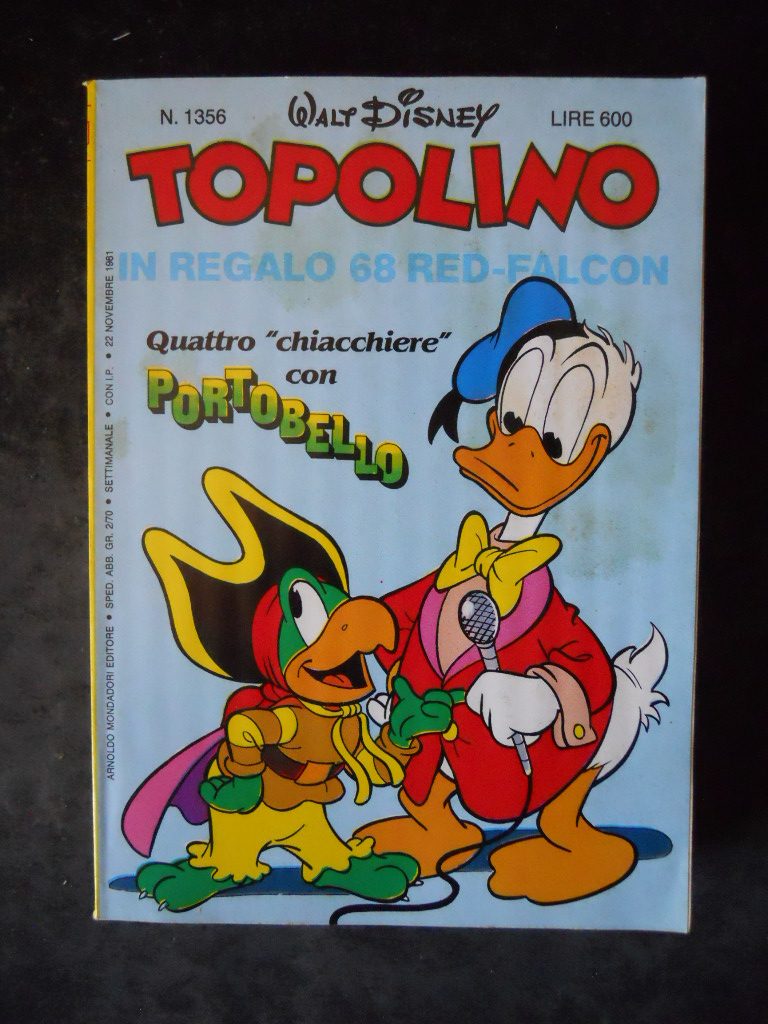 N. 1356
WALT DISNEY
LIRE 600
TOPOLINO
IN REGALO 68 RED-FALCON
Quattro "chiacchiere"
con
PORTOBELLO
ARNOLDO MONDADORI EDITORE • SPED. ABB. GR. 2/70 • SETTIMANALE • CON I.P. • 22 NOVEMBRE 1981